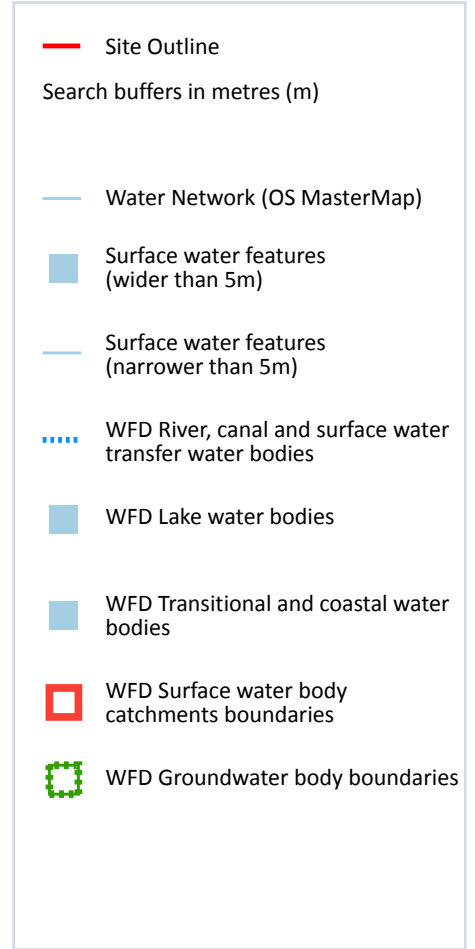 Site Outline
Search buffers in metres (m)
Water Network (OS MasterMap)
Surface water features
(wider than 5m)
Surface water features
(narrower than 5m)
WFD River, canal and surface water
transfer water bodies
WFD Lake water bodies
WFD Transitional and coastal water
bodies
WFD Surface water body
catchments boundaries
WFD Groundwater body boundaries